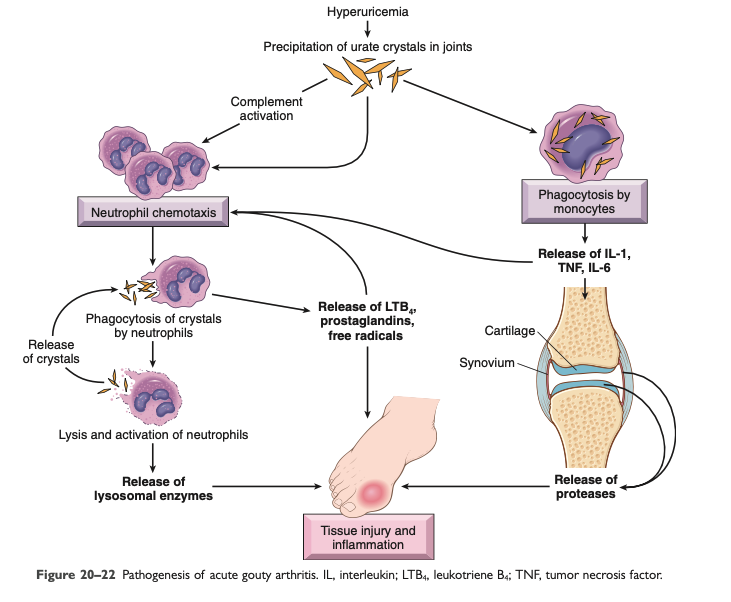 Hyperuricemia
Precipitation of urate crystals in joints
Complement
activation
Neutrophil chemotaxis
Phagocytosis by
monocytes
Release of IL-1,
TNF, IL-6
Phagocytosis of crystals
by neutrophils
Release
of crystals
Release of LTB4,
prostaglandins,
free radicals
Cartilage
Synovium
Lysis and activation of neutrophils
Release of
lysosomal enzymes
Release of
proteases
Tissue injury and
inflammation
Figure 20–22 Pathogenesis of acute gouty arthritis. IL, interleukin; LTB4, leukotriene B4; TNF, tumor necrosis factor.